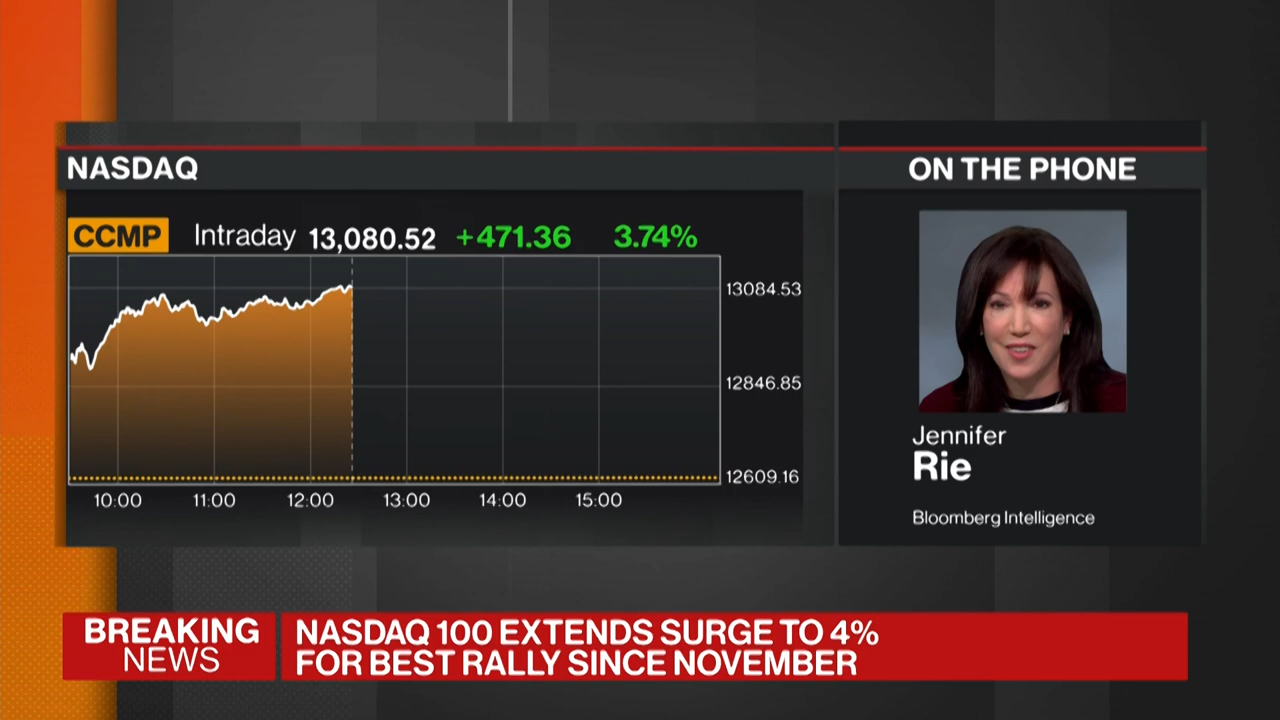 NASDAQ
CCMP Intraday 13,080.52 +471.36 3.74%
13084.53
12846.85
12609.16
10:00 11:00 12:00 13:00 14:00 15:00
ON THE PHONE
Jennifer
Rie
Bloomberg Intelligence
BREAKING
NEWS
NASDAQ 100 EXTENDS SURGE TO 4%
FOR BEST RALLY SINCE NOVEMBER